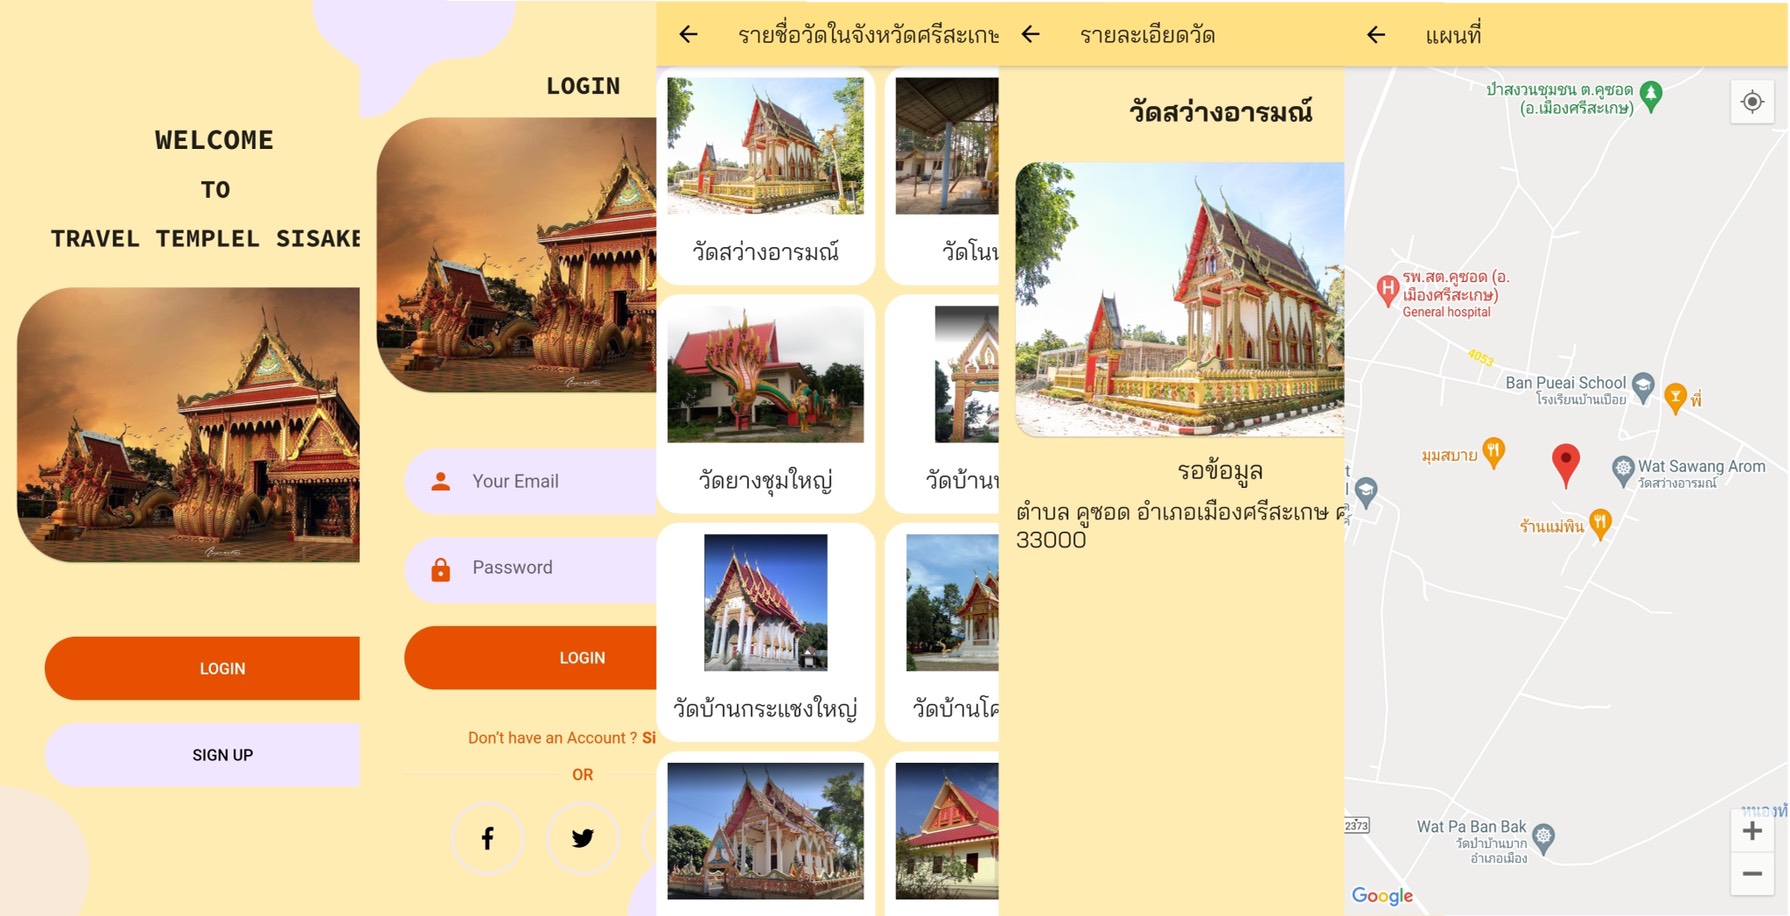 WELCOME
TO
TRAVEL TEMPLEL SISAKE
LOGIN
SIGN UP
LOGIN
Your Email
Password
LOGIN
Don't have an Account ? Si
OR
รายชื่อวัดในจังหวัดศรีสะเกษ
วัดสว่างอารมณ์
วัดโนน
วัดยางชุมใหญ่
วัดบ้าน
วัดบ้านกระแชงใหญ่
วัดบ้านโค
รายละเอียดวัด
วัดสว่างอารมณ์
รอข้อมูล
ตำบล คูซอด อำเภอเมืองศรีสะเกษ ศ
33000
แผนที่
ป่าสงวนชุมชน ต.คูซอด
(อ.เมืองศรีสะเกษ)
รพ.สต.คูซอด (อ.
เมืองศรีสะเกษ)
General hospital
4053
Ban Pueai School
โรงเรียนบ้านเปือย
พี่
มุมสบาย
Wat Sawang Arom
วัดสว่างอารมณ์
ร้านแม่พิน
2373
Wat Pa Ban Bak
วัดป่าบ้านบาก
อำเภอเมือง
Google